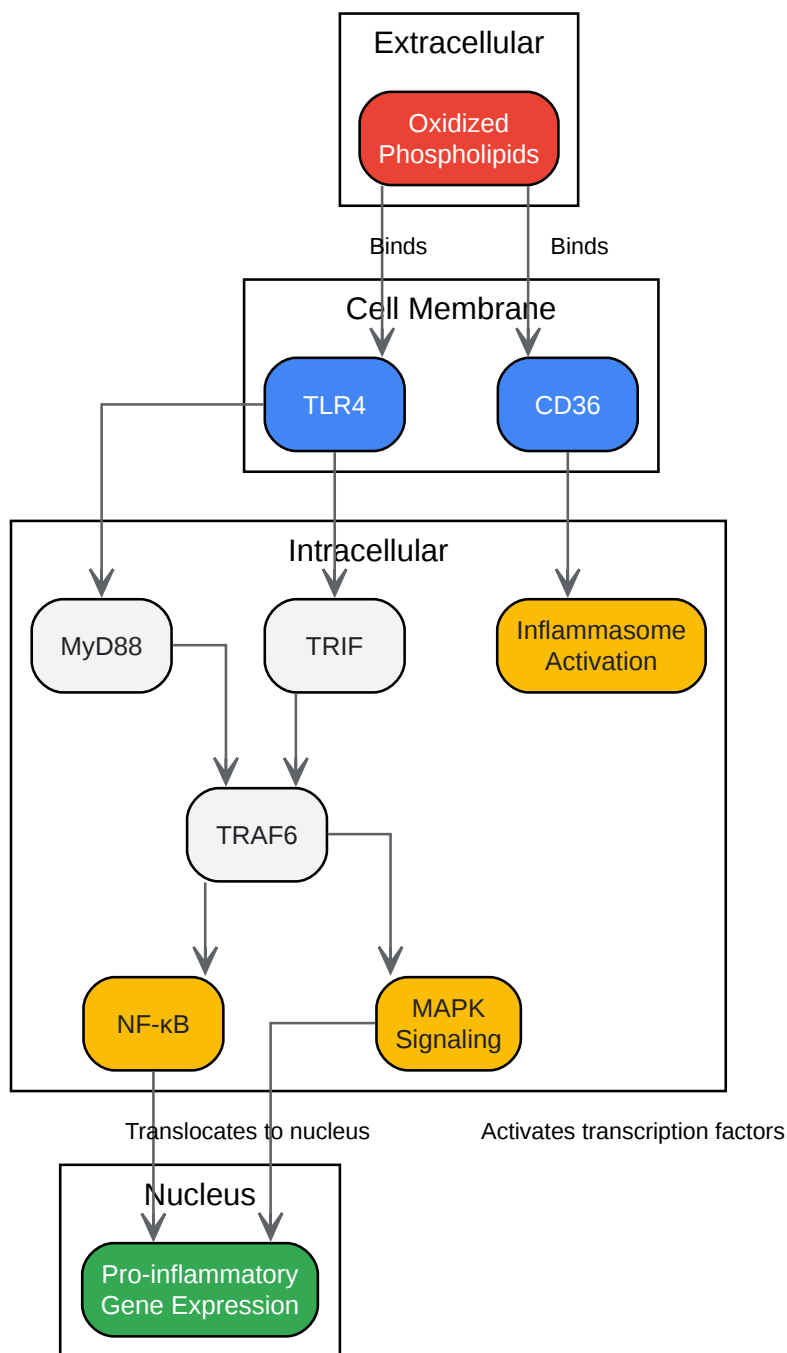 Extracellular
Oxidized
Phospholipids
Binds
Binds
Cell Membrane
TLR4
CD36
Intracellular
MyD88
TRIF
Inflammasome
Activation
TRAF6
NF-κB
MAPK
Signaling
Translocates to nucleus
Activates transcription factors
Nucleus
Pro-inflammatory
Gene Expression